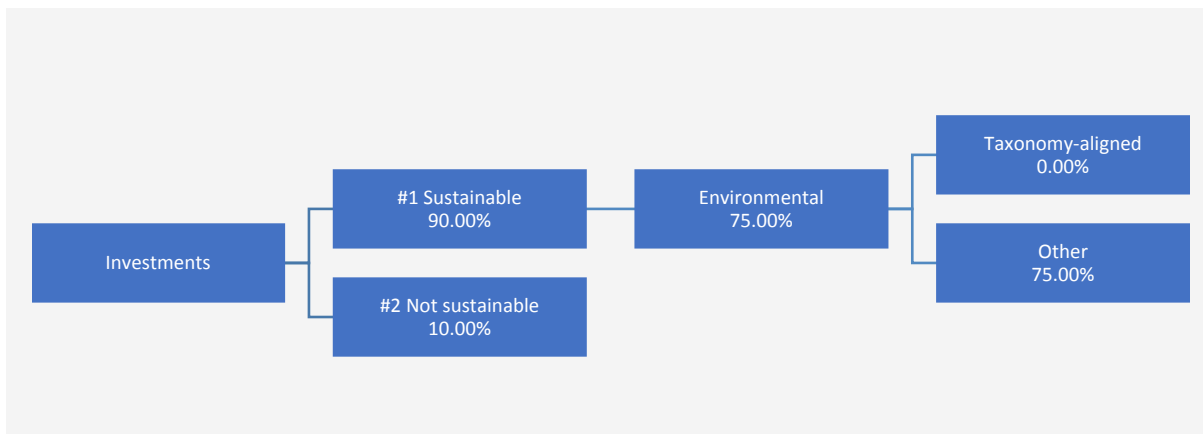 Investments
#1 Sustainable
90.00%
#2 Not sustainable
10.00%
Environmental
75.00%
Taxonomy-aligned
0.00%
Other
75.00%